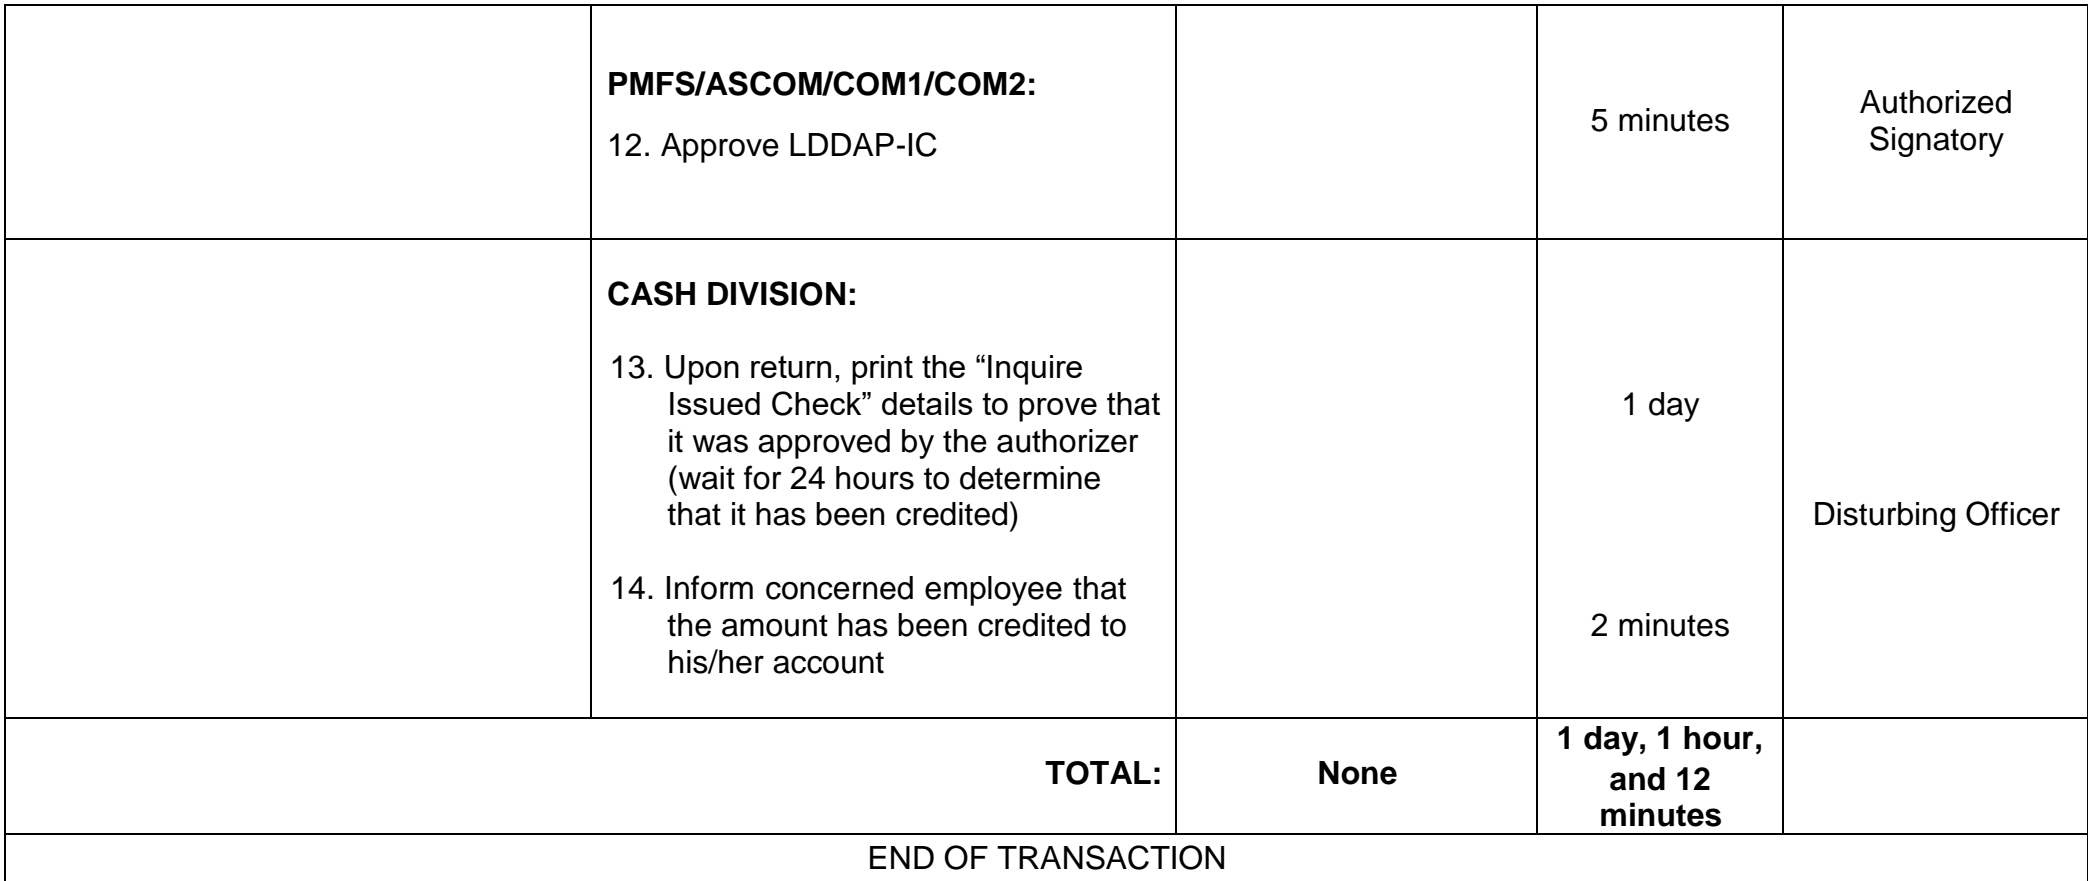 PMFS/ASCOM/COM1/COM2:
12. Approve LDDAP-IC
5 minutes
Authorized
Signatory
CASH DIVISION:
13. Upon return, print the “Inquire
Issued Check” details to prove that
it was approved by the authorizer
(wait for 24 hours to determine
that it has been credited)
1 day
14. Inform concerned employee that
the amount has been credited to
his/her account
2 minutes
Disturbing Officer
TOTAL:
None
1 day, 1 hour,
and 12
minutes
END OF TRANSACTION